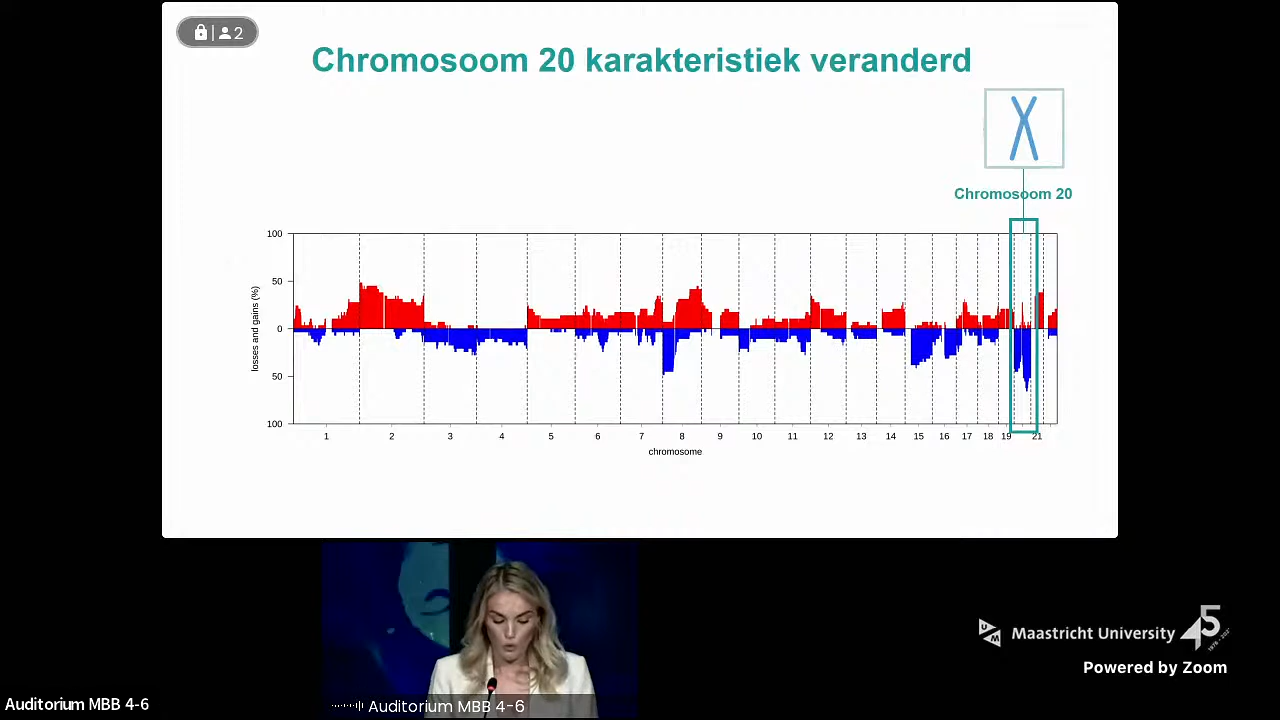 2
Chromosoom 20 karakteristiek veranderd
Chromosoom 20
100
50
0
50
100
losses and gains (%)
1 2 3 4 5 6 7 8 9 10 11 12 13 14 15 16 17 18 19 21
chromosome
Maastricht University 45
Powered by Zoom
Auditorium MBB 4-6
Auditorium MBB 4-6